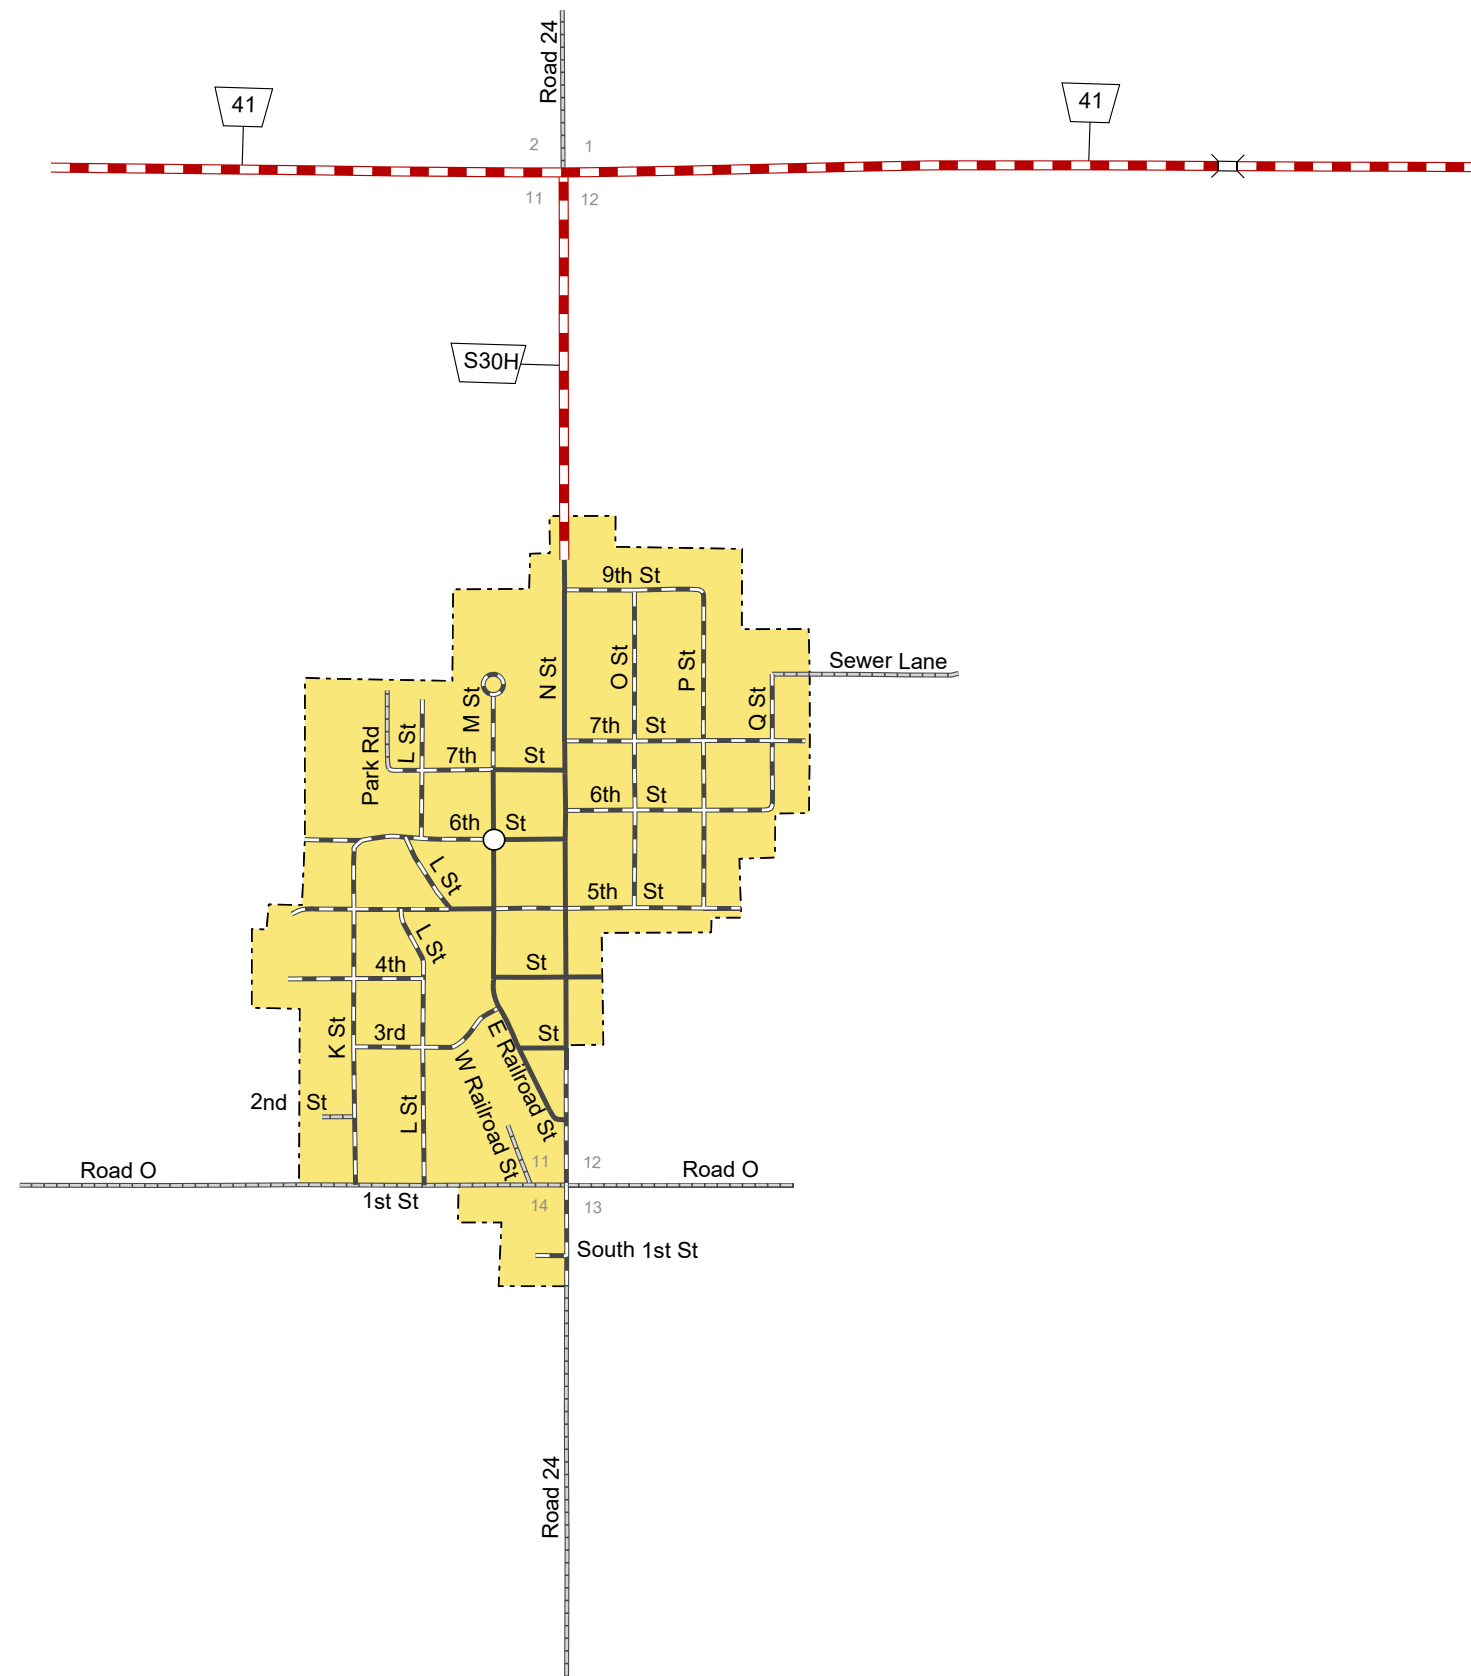 Road 24
41
41
2
1
11
12
S30H
9th St
N St
O St
P St
Sewer Lane
M St
Q St
L St
7th
St
Park Rd
7th
St
6th
St
6th
St
L St
5th
St
L St
4th
St
K St
3rd
St
E Railroad St
W Railroad St
2nd
St
L St
11
12
Road O
Road O
1st St
14
13
South 1st St
Road 24